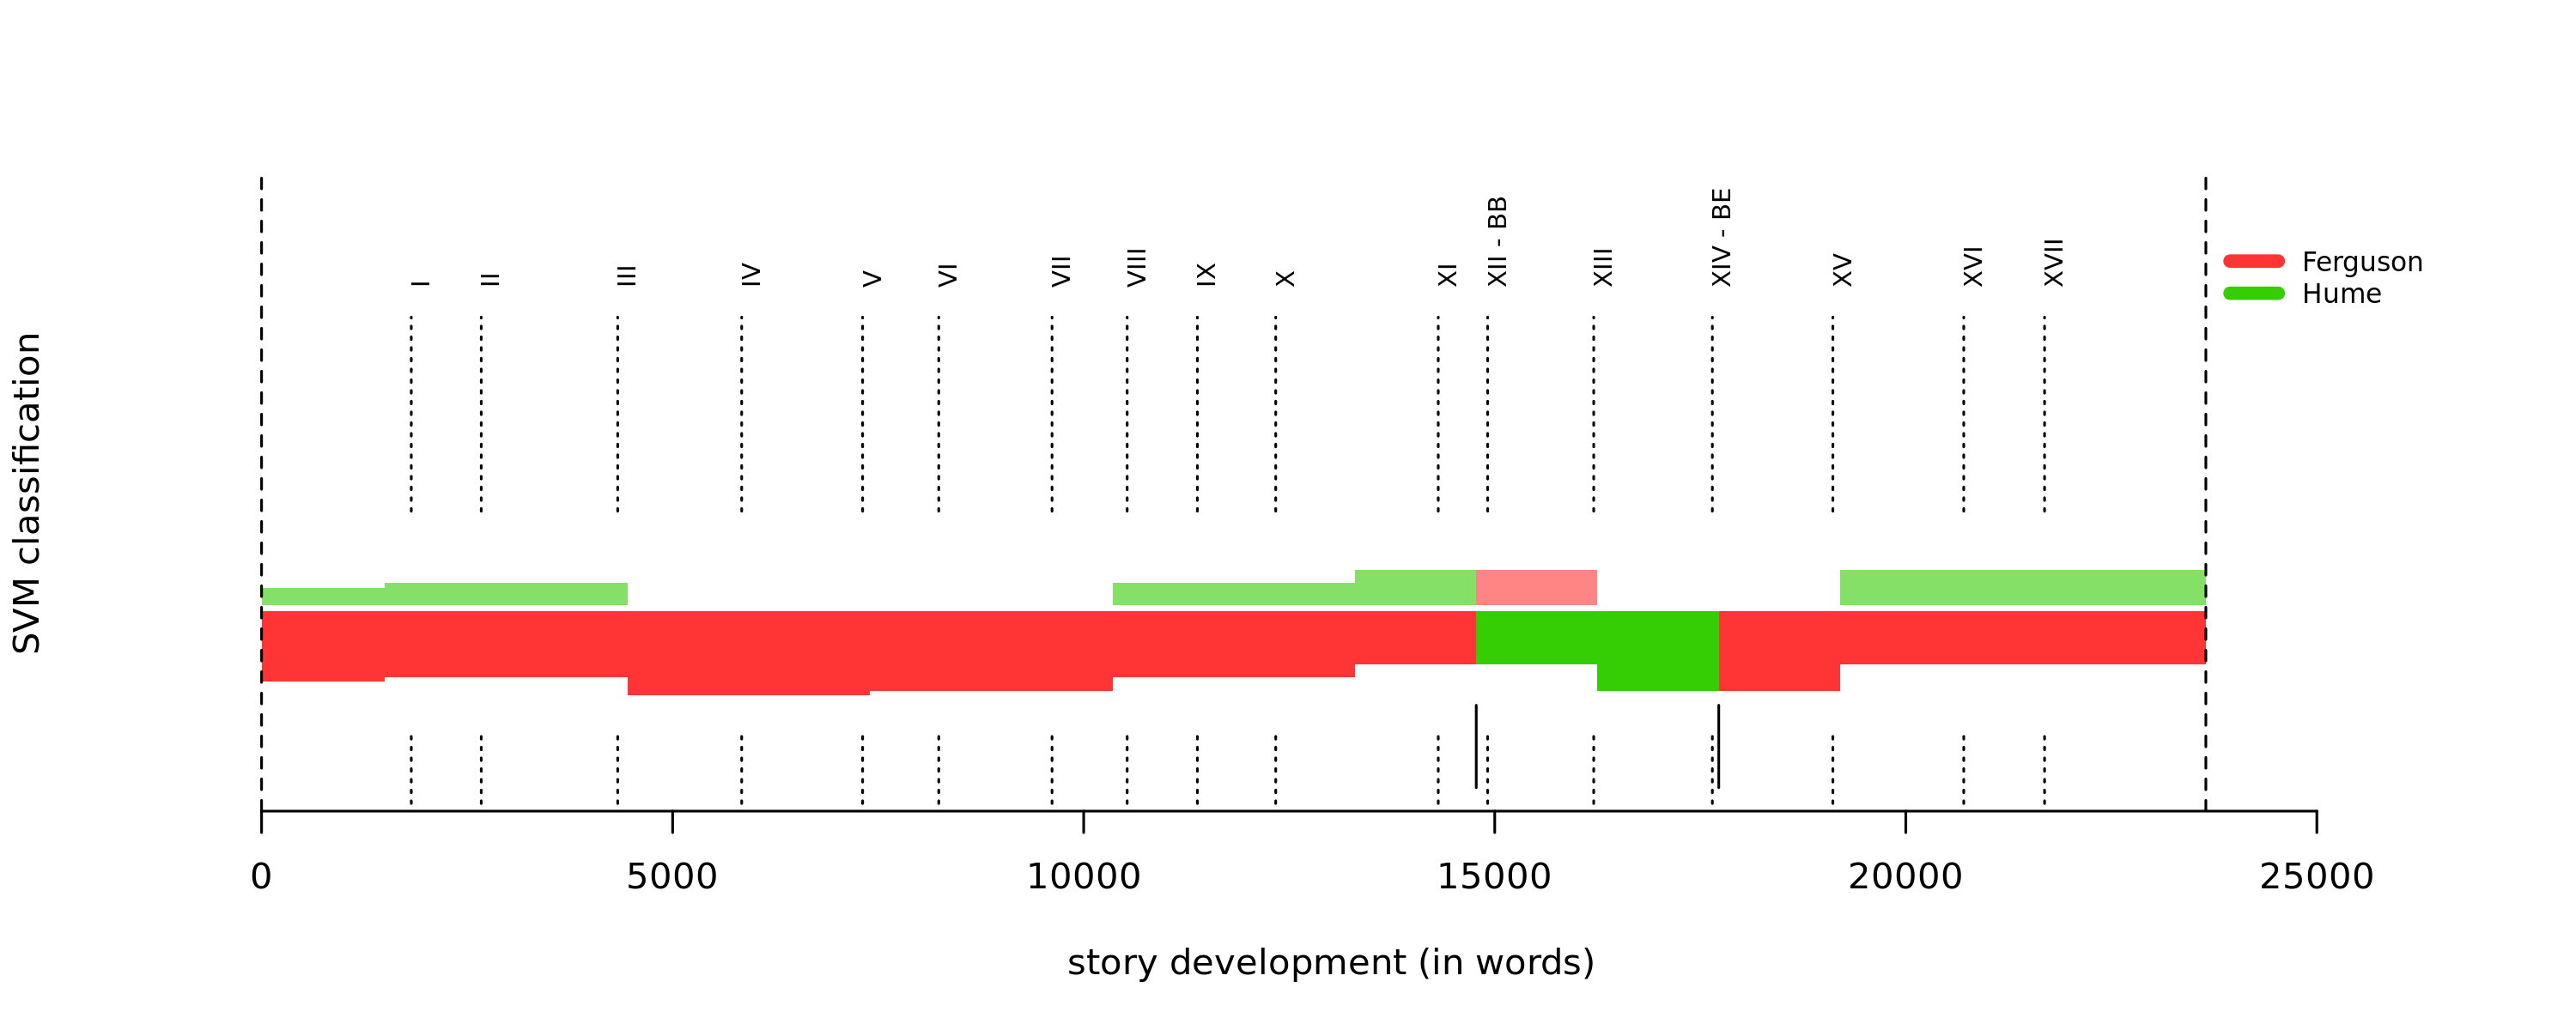 I
II
III
IV
V
VI
VII
VIII
IX
X
XI
XII - BB
XIII
XIV - BE
XV
XVI
XVII
Ferguson
Hume
SVM classification
0
5000
10000
15000
20000
25000
story development (in words)